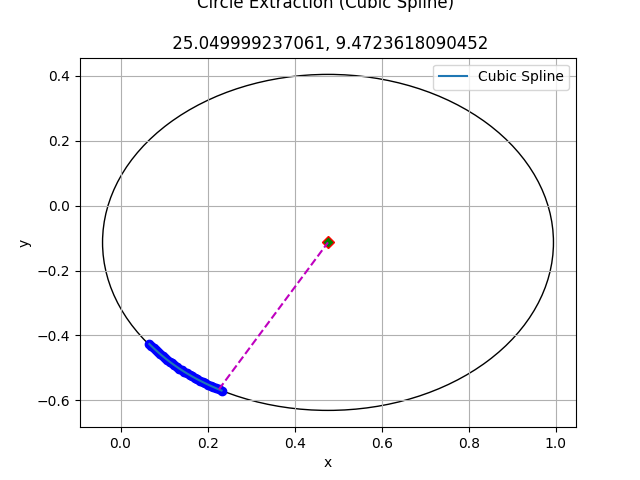 Circle Extraction (Cubic Spline)
25.049999237061, 9.4723618090452
Cubic Spline
0.4
0.2
0.0
−0.2
−0.4
−0.6
y
0.0 0.2 0.4 0.6 0.8 1.0
x